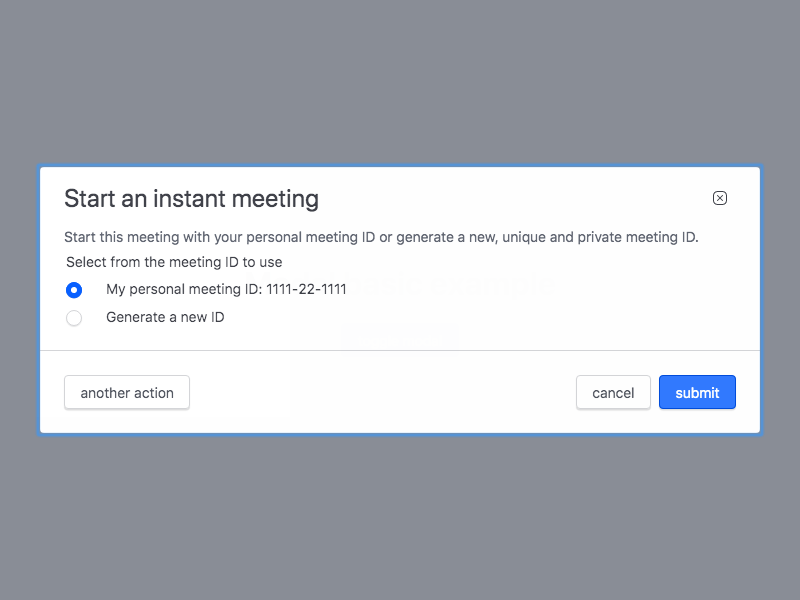 Start an instant meeting
Start this meeting with your personal meeting ID or generate a new, unique and private meeting ID.
Select from the meeting ID to use
My personal meeting ID: 1111-22-1111
Generate a new ID
another action
cancel
submit